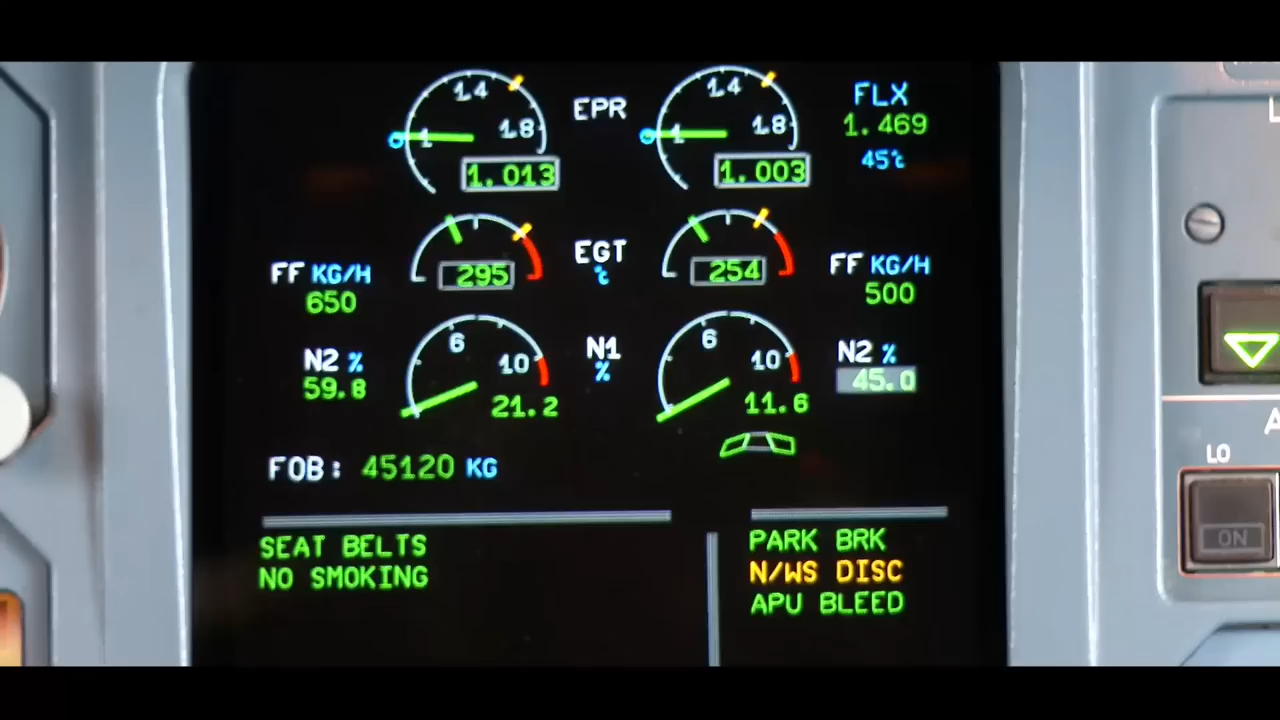 1.4 1.4 FLX
1 1.8 EPR 1 1.8 1.469
1.013 1.003 45°C
EGT
FF KG/H 295 °C 254 FF KG/H
650 500
6 N1 6
N2 % 10 % 10 N2 %
59.8 21.2 11.6 45.0
FOB: 45120 KG
LO
SEAT BELTS PARK BRK
ON
NO SMOKING N/WS DISC
APU BLEED